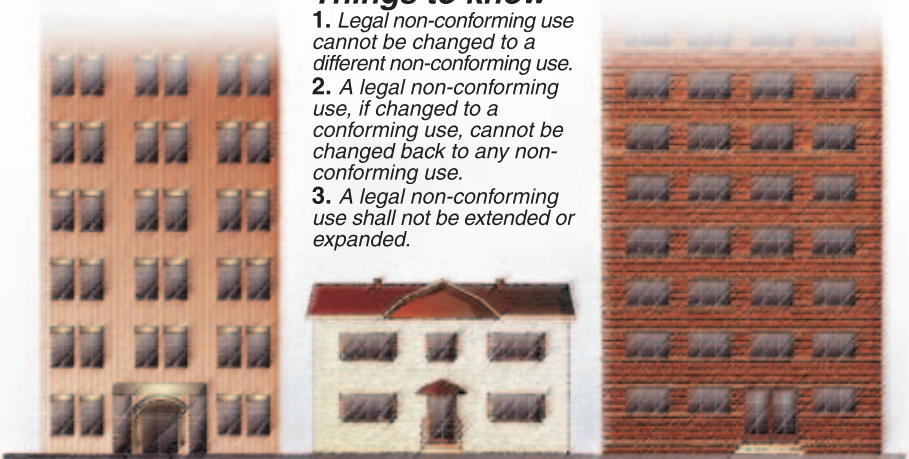 Things to know
1. Legal non-conforming use
cannot be changed to a
different non-conforming use.
2. A legal non-conforming
use, if changed to a
conforming use, cannot be
changed back to any non-
conforming use.
3. A legal non-conforming
use shall not be extended or
expanded.